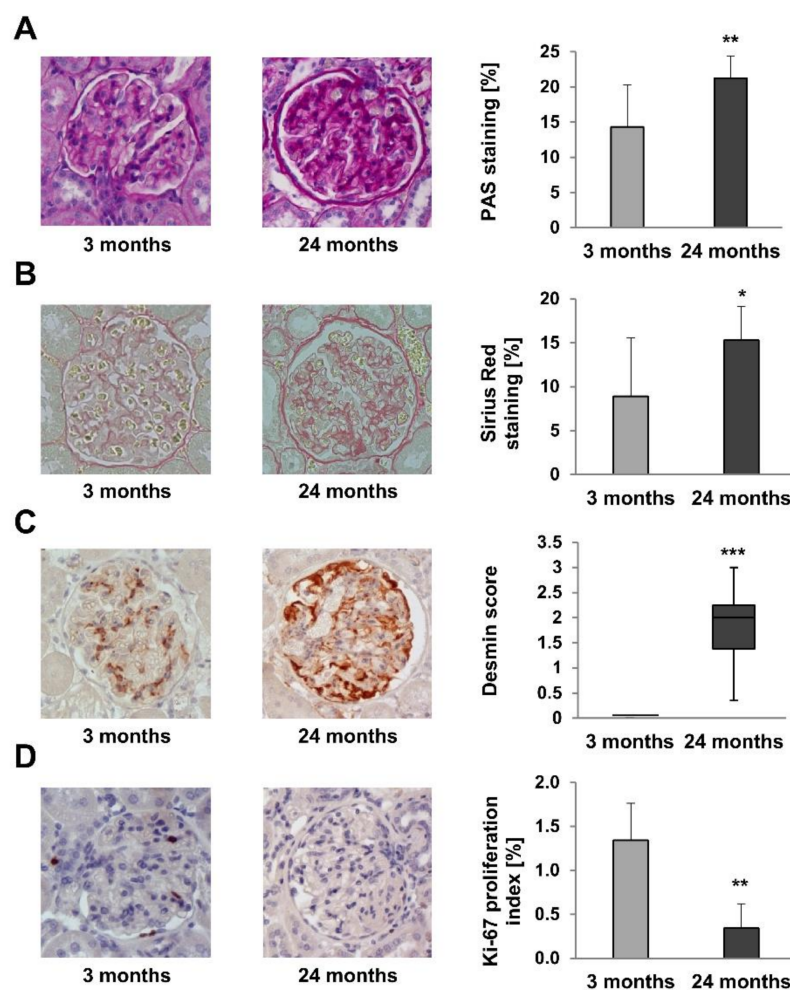 A
3 months
24 months
PAS staining [%]
25
20
15
10
5
0
**
3 months
24 months
B
3 months
24 months
Sirius Red
staining [%]
20
15
10
5
0
*
3 months
24 months
C
3 months
24 months
Desmin score
3.5
3
2.5
2
1.5
1
0.5
0
***
3 months
24 months
D
3 months
24 months
Ki-67 proliferation
index [%]
2.0
1.5
1.0
0.5
0.0
**
3 months
24 months